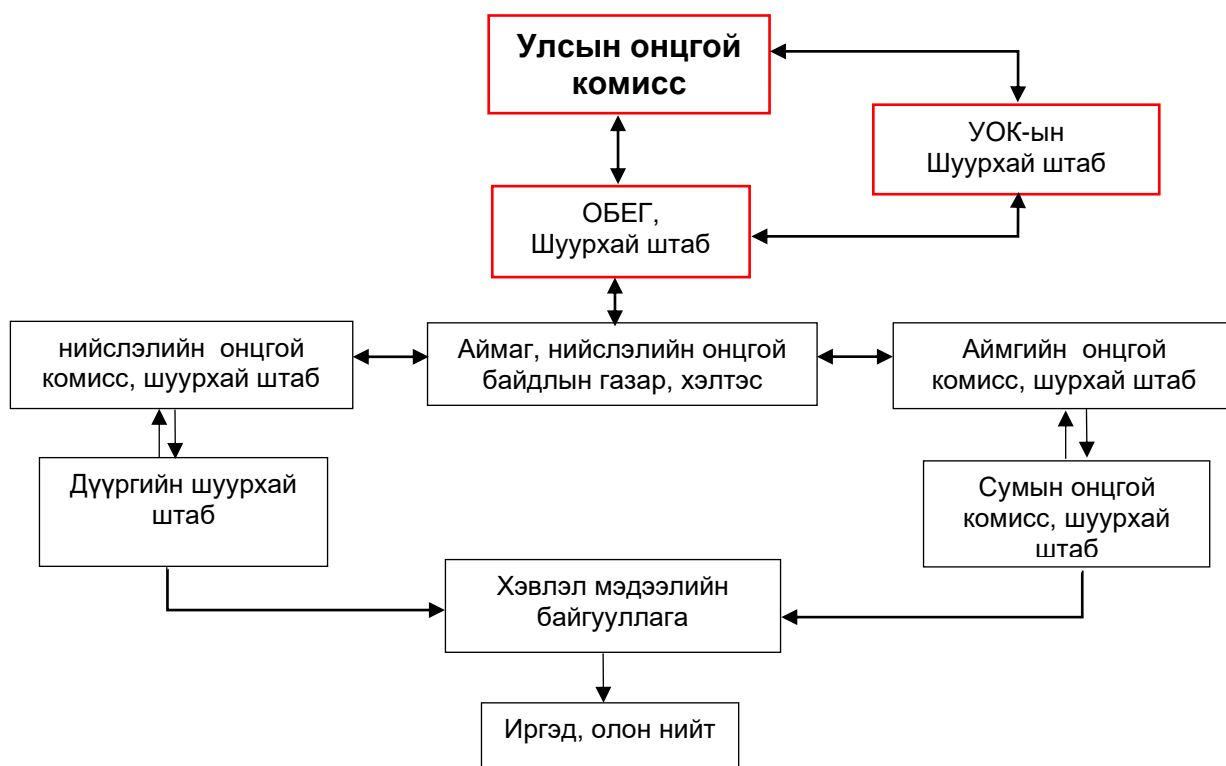 Улсын онцгой
комисс
УОК-ын
Шуурхай штаб
ОБЕГ,
Шуурхай штаб
нийслэлийн онцгой
комисс, шуурхай штаб
Аймаг, нийслэлийн онцгой
байдлын газар, хэлтэс
Аймгийн онцгой
комисс, шурхай штаб
Дүүргийн шуурхай
штаб
Сумын онцгой
комисс, шуурхай
штаб
Хэвлэл мэдээлийн
байгууллага
Иргэд, олон нийт